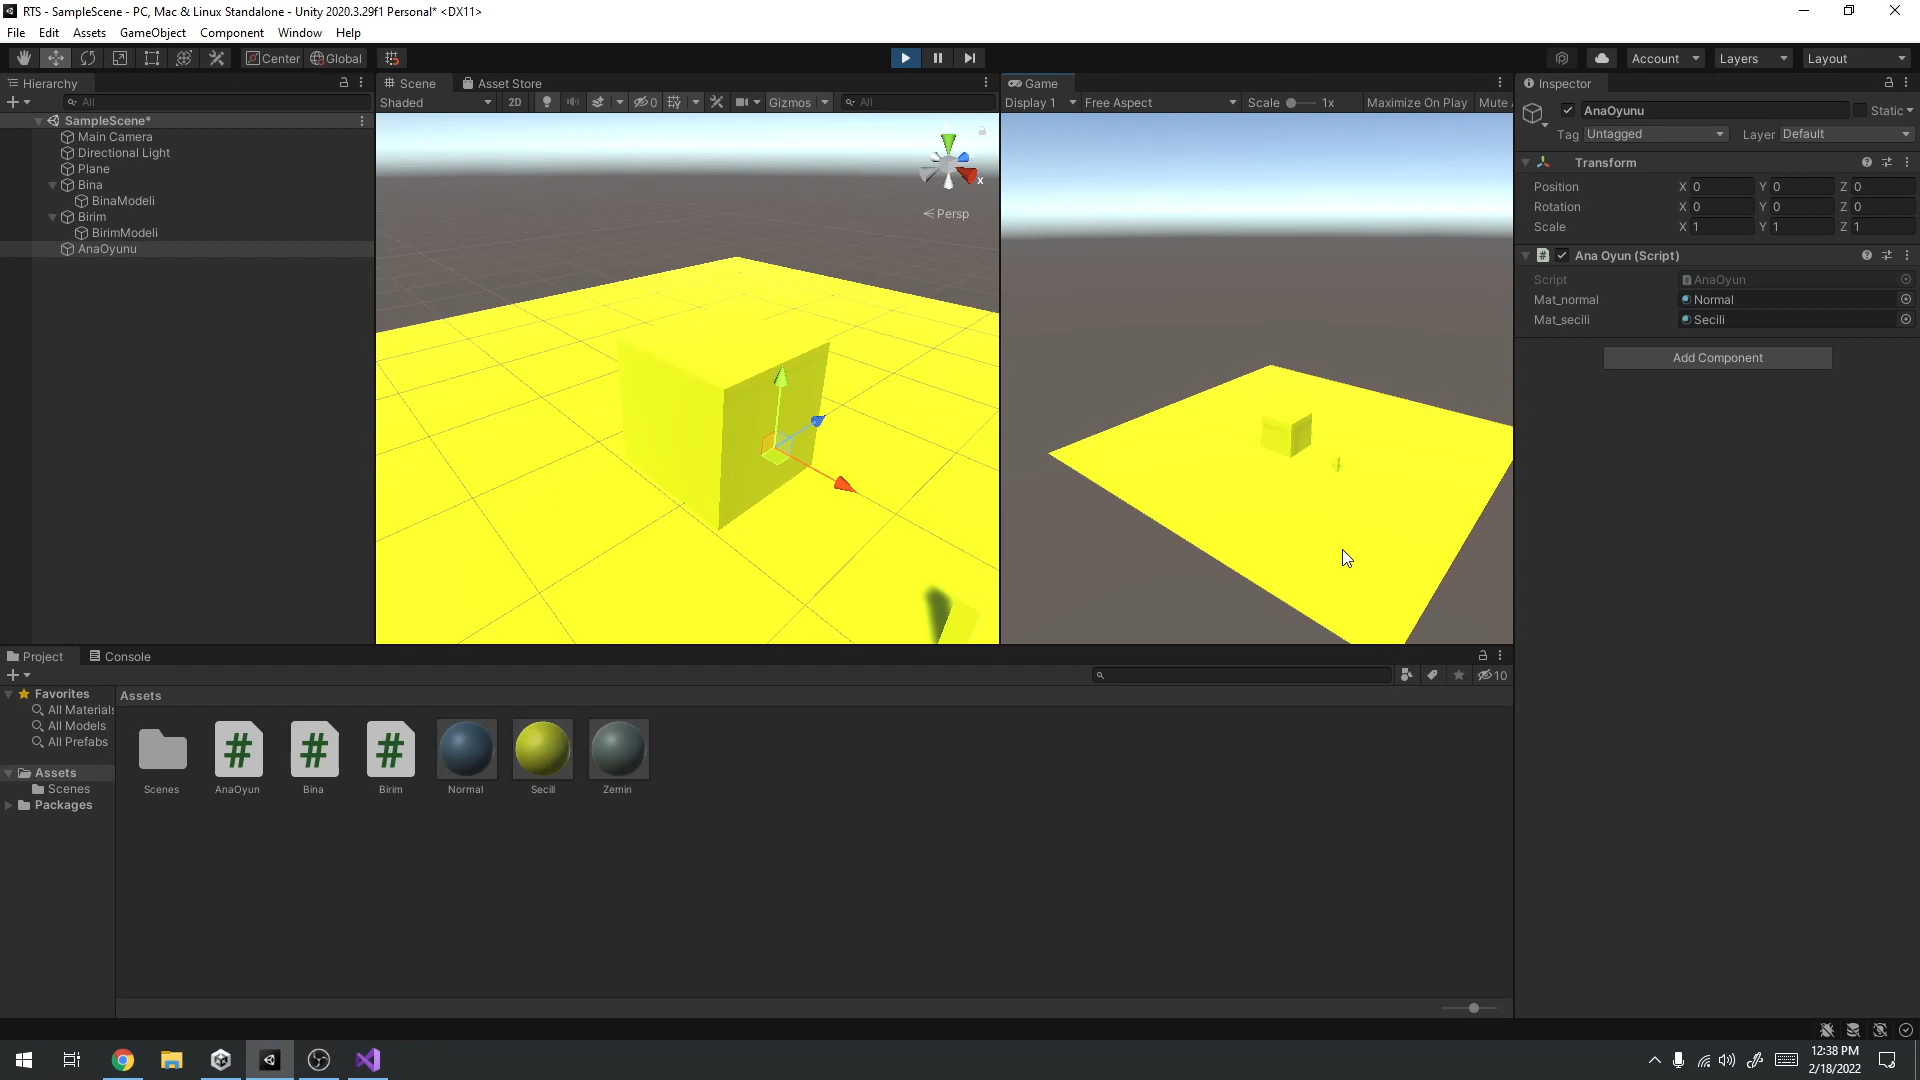 RTS - SampleScene - PC, Mac & Linux Standalone - Unity 2020.3.29f1 Personal* <DX11>
File Edit Assets GameObject Component Window Help
Center Global Account Layers Layout
Hierarchy
All
SampleScene*
Main Camera
Directional Light
Plane
Bina
BinaModeli
Birim
BirimModeli
AnaOyunu
Scene Asset Store
Shaded 2D 0 Gizmos All
x
Persp
Game
Display 1 Free Aspect Scale 1x Maximize On Play Mute
Inspector
AnaOyunu Static
Tag Untagged Layer Default
Transform
Position X 0 Y 0 Z 0
Rotation X 0 Y 0 Z 0
Scale X 1 Y 1 Z 1
# Ana Oyun (Script)
Script AnaOyun
Mat_normal Normal
Mat_secili Secili
Add Component
Project Console
10
Favorites
All Materials
All Models
All Prefabs
Assets
Scenes
Packages
Assets
# # #
Scenes AnaOyun Bina Birim Normal Secili Zemin
12:38 PM
2/18/2022